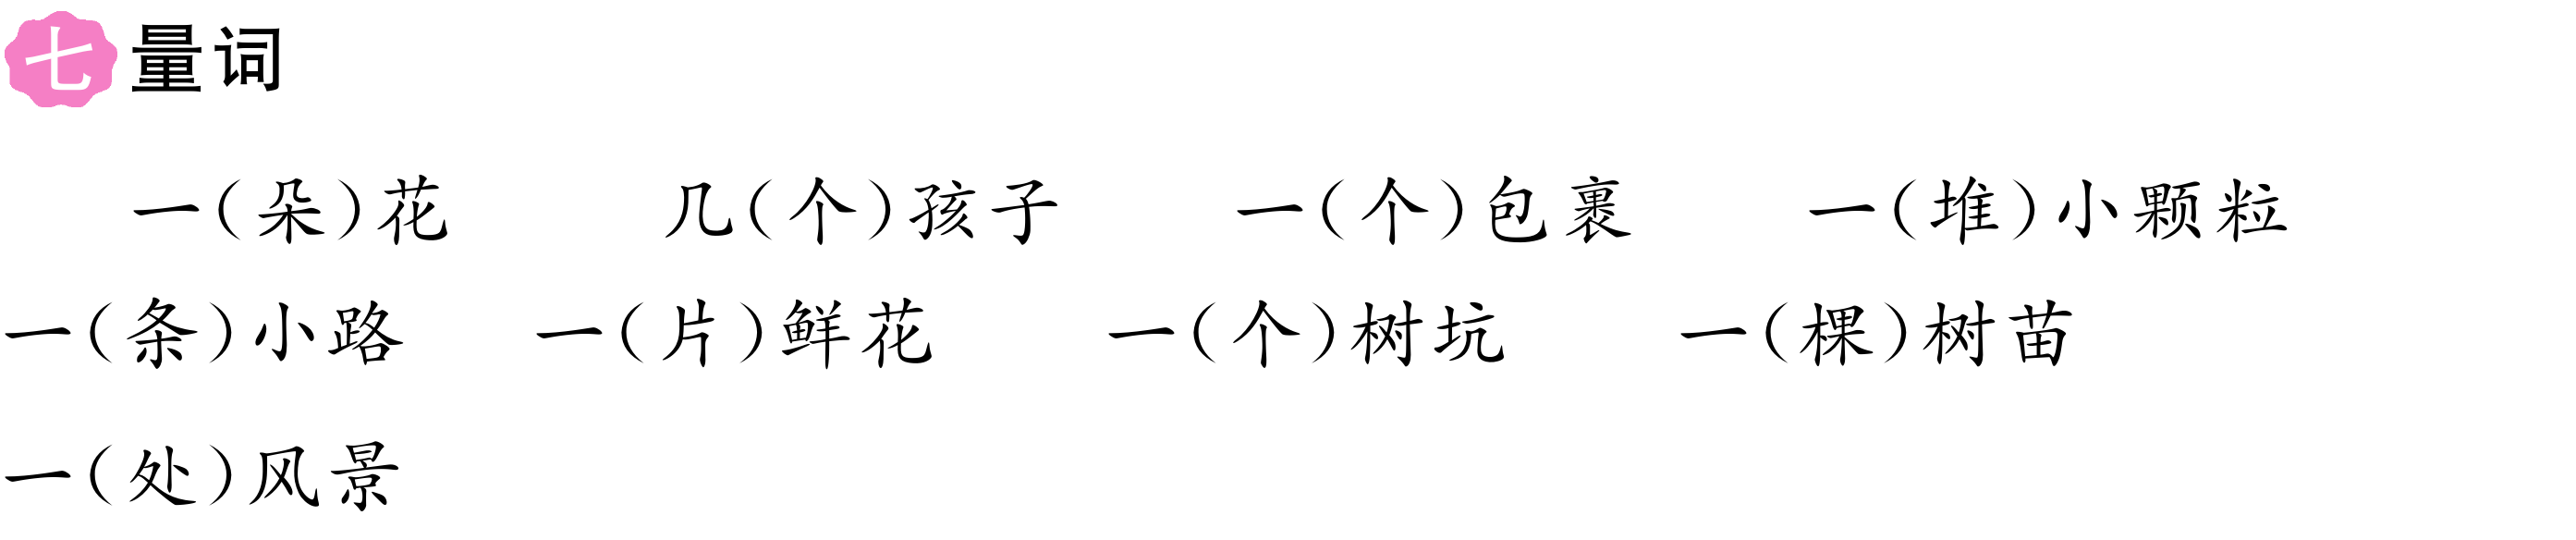 七 量词
一(朵)花 几(个)孩子 一(个)包裹 一(堆)小颗粒
一(条)小路 一(片)鲜花 一(个)树坑 一(棵)树苗
一(处)风景